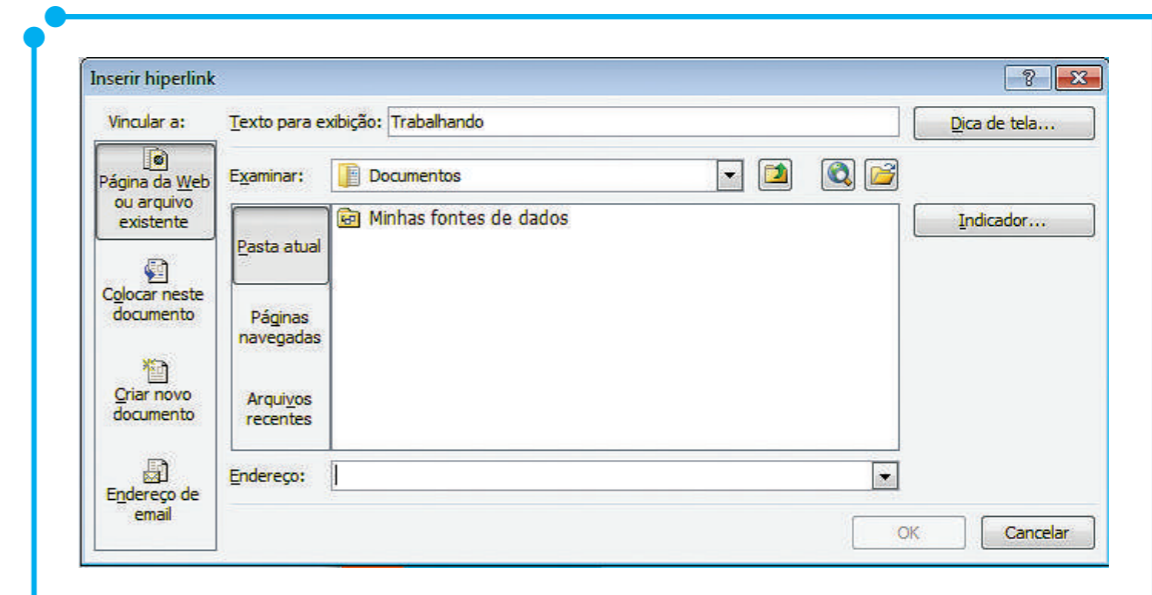 Inserir hiperlink
Vincular a:
Texto para exibição: Trabalhando
Dica de tela...
Página da Web
ou arquivo
existente
Examinar: Documentos
Minhas fontes de dados
Indicador...
Pasta atual
Colocar neste
documento
Páginas
navegadas
Criar novo
documento
Arquivos
recentes
Endereço:
Endereço de
email
OK
Cancelar